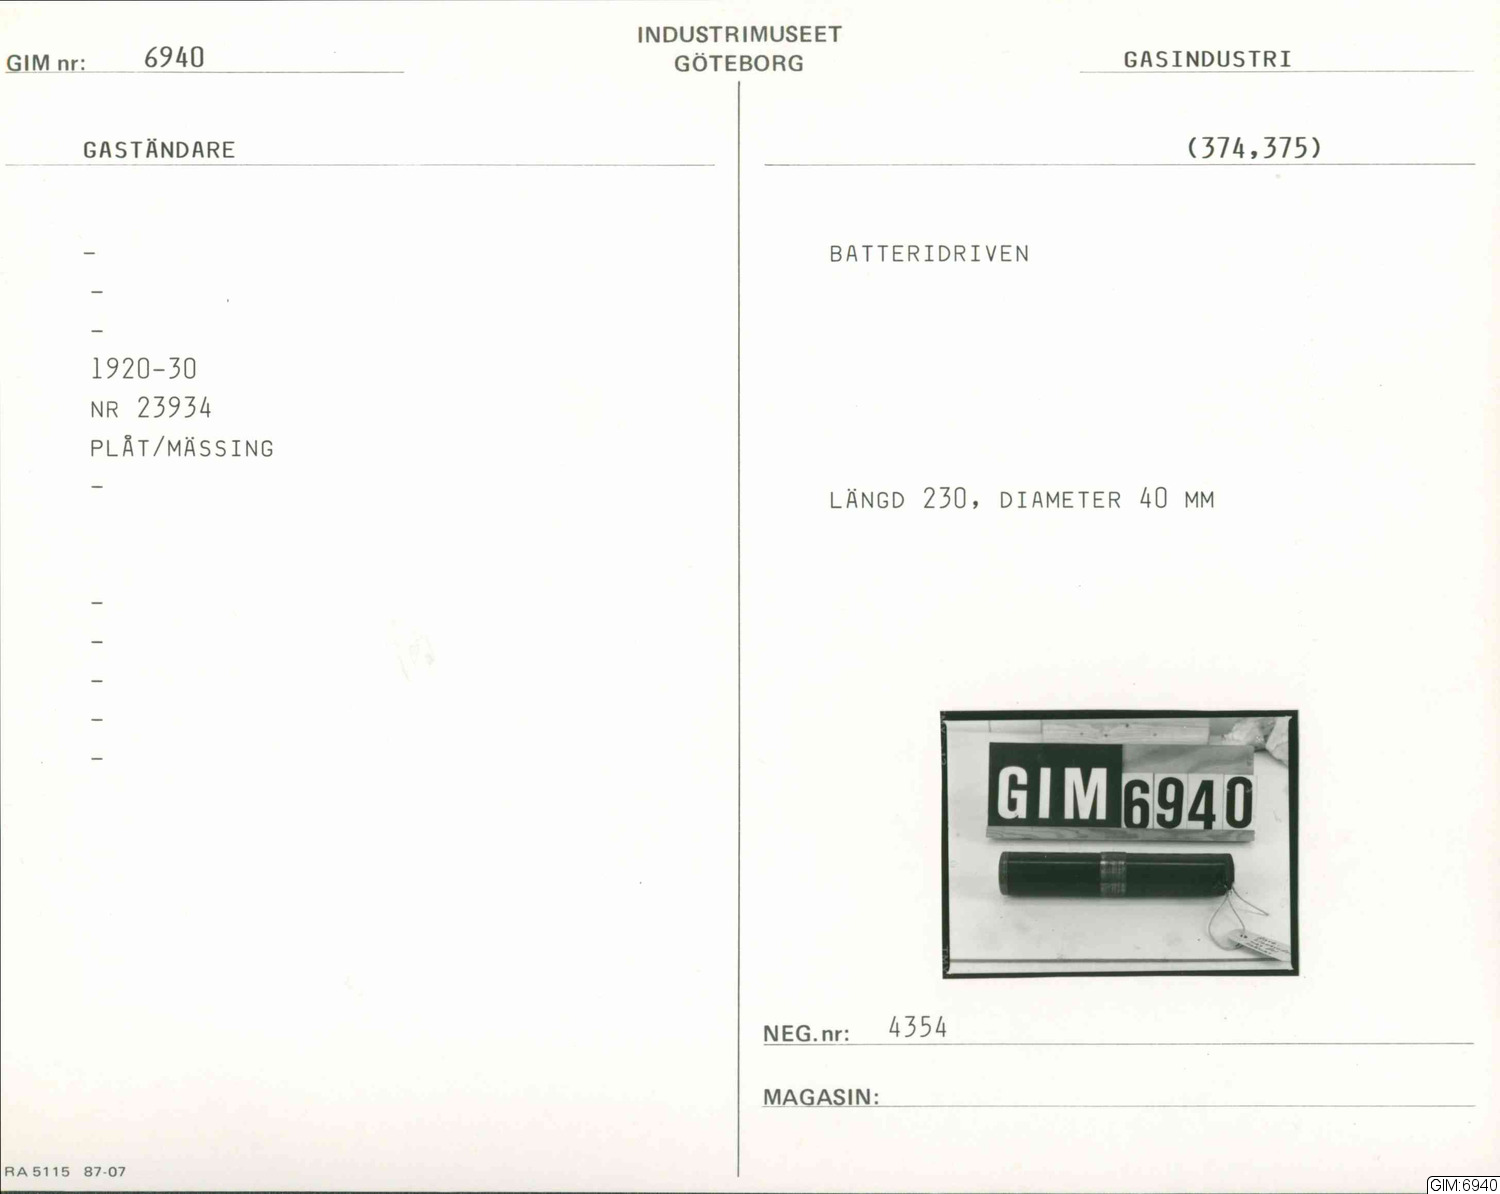 INDUSTRIMUSEET
GÖTEBORG
GIM nr: 6940
GASINDUSTRI
GASTÄNDARE
(374,375)
–
–
–
1920-30
NR 23934
PLÅT/MÄSSING
–
–
–
–
–
–
BATTERIDRIVEN
LÄNGD 230, DIAMETER 40 MM
GIM 6940
NEG.nr: 4354
MAGASIN:
RA 5115 87-07
GIM:6940